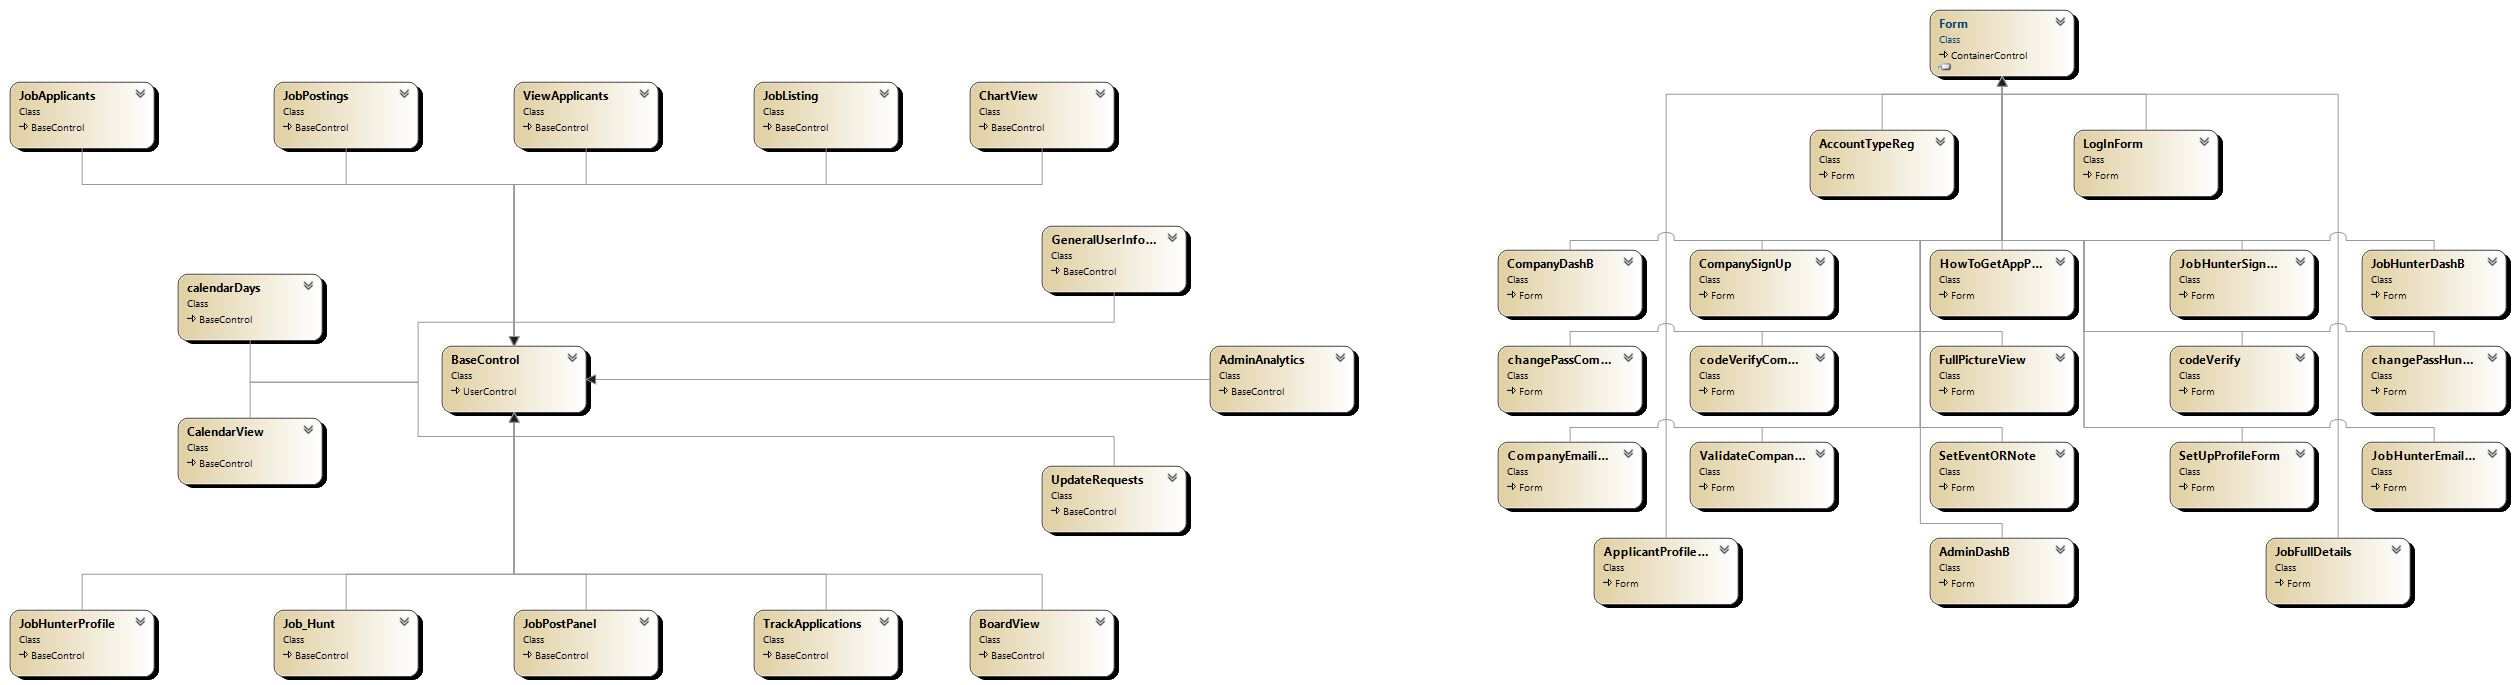 Form
Class
ContainerControl
JobApplicants
Class
BaseControl
JobPostings
Class
BaseControl
ViewApplicants
Class
BaseControl
JobListing
Class
BaseControl
ChartView
Class
BaseControl
AccountTypeReg
Class
Form
LogInForm
Class
Form
GeneralUserInfo...
Class
BaseControl
calendarDays
Class
BaseControl
BaseControl
Class
UserControl
AdminAnalytics
Class
BaseControl
CalendarView
Class
BaseControl
UpdateRequests
Class
BaseControl
JobHunterProfile
Class
BaseControl
Job_Hunt
Class
BaseControl
JobPostPanel
Class
BaseControl
TrackApplications
Class
BaseControl
BoardView
Class
BaseControl
CompanyDashB
Class
Form
CompanySignUp
Class
Form
HowToGetAppP...
Class
Form
JobHunterSign...
Class
Form
JobHunterDashB
Class
Form
changePassCom...
Class
Form
codeVerifyCom...
Class
Form
FullPictureView
Class
Form
codeVerify
Class
Form
changePassHun...
Class
Form
CompanyEmaili...
Class
Form
ValidateCompan...
Class
Form
SetEventORNote
Class
Form
SetUpProfileForm
Class
Form
JobHunterEmail...
Class
Form
ApplicantProfile...
Class
Form
AdminDashB
Class
Form
JobFullDetails
Class
Form